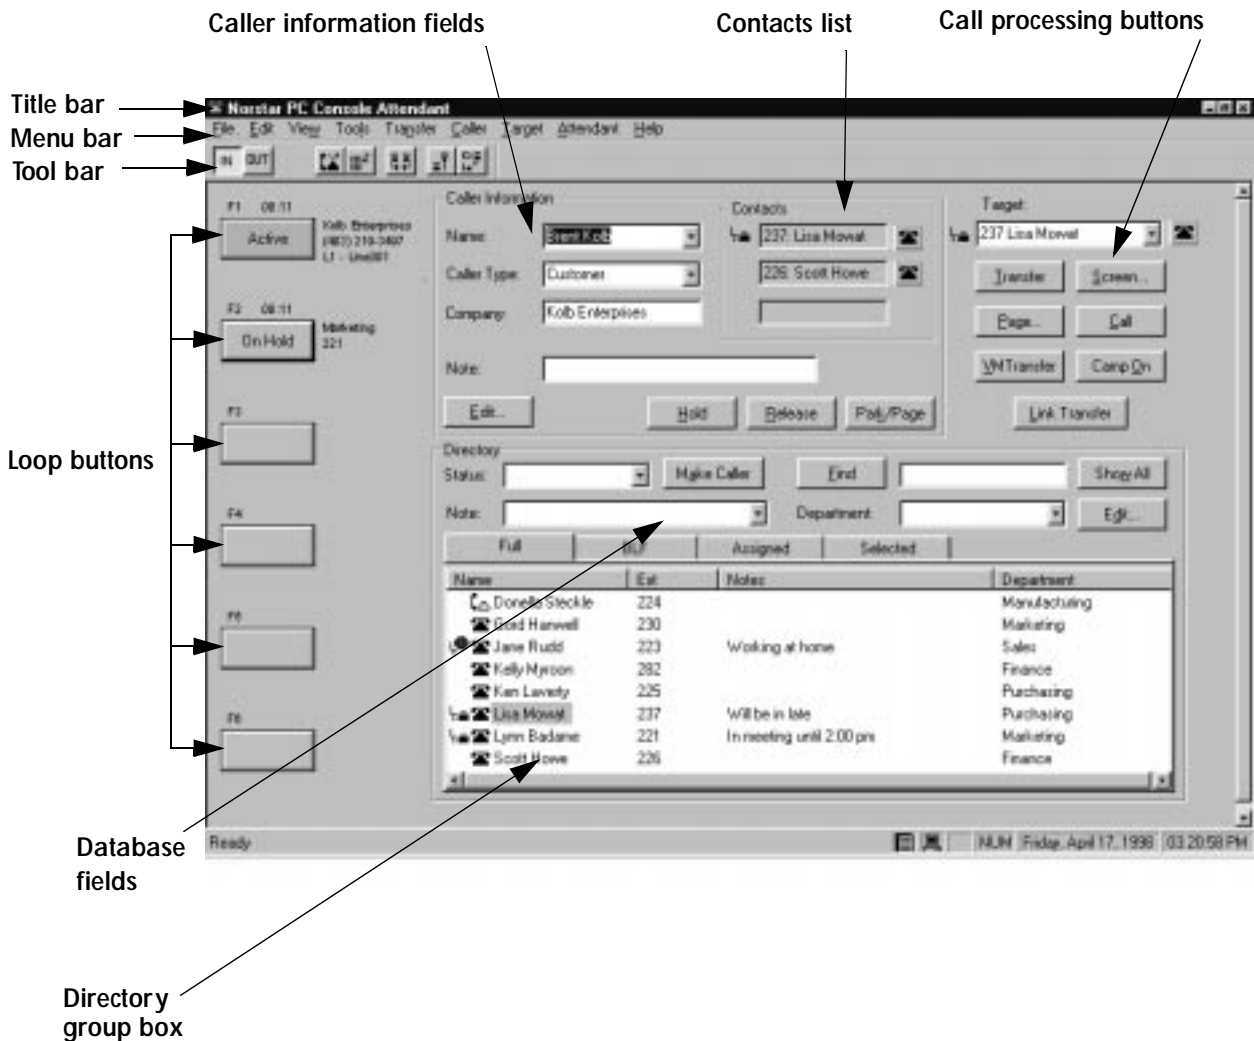 Caller information fields
Contacts list
Call processing buttons
Title bar
Menu bar
Tool bar
Loop buttons
Database
fields
Directory
group box
Norstar PC Console Attendant
File Edit View Tools Transfer Caller Target Attendant Help
IN OUT
F1 08:11
Active
Kolb Enterprises
L1 - Line001
F2 08:11
On Hold
Marketing
221
F3
F4
F6
Caller Information
Name: Brent Kolb
Caller Type: Customer
Company: Kolb Enterprises
Note:
Edit... Hold Release Park/Page
Contacts
237: Lisa Mowat
226: Scott Howe
Target:
237 Lisa Mowat
Transfer Screen...
Page... Call
VMTransfer Camp On
Link Transfer
Directory
Status: Make Caller Find Show All
Note: Department: Edit...
Full BLF Assigned Selected
Name Ext Notes Department
Donella Steckle 224 Manufacturing
Gord Hanwell 230 Marketing
Jane Rudd 223 Working at home Sales
Kelly Myroon 282 Finance
Ken Laverty 225 Purchasing
Lisa Mowat 237 Will be in late Purchasing
Lynn Badame 221 In meeting until 2:00 pm Marketing
Scott Howe 226 Finance
Ready NUM Friday, April 17, 1998 03:20:58 PM